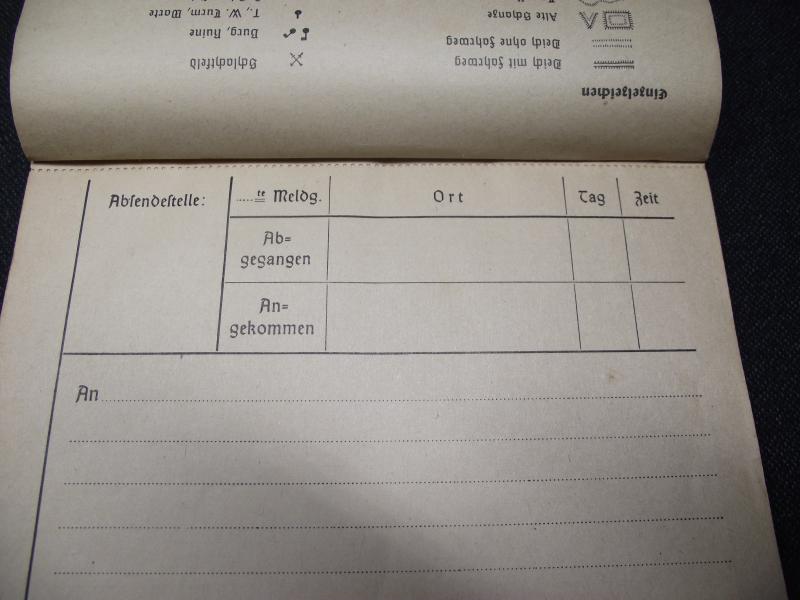 T., W. Turm, Warte
Burg, Ruine
Schlachtfeld
Alte Schanze
Deich ohne Fahrweg
Deich mit Fahrweg
Einzelzeichen
Absendestelle:
.....te Meldg.
Ort
Tag
Zeit
Ab=
gegangen
An=
gekommen
An